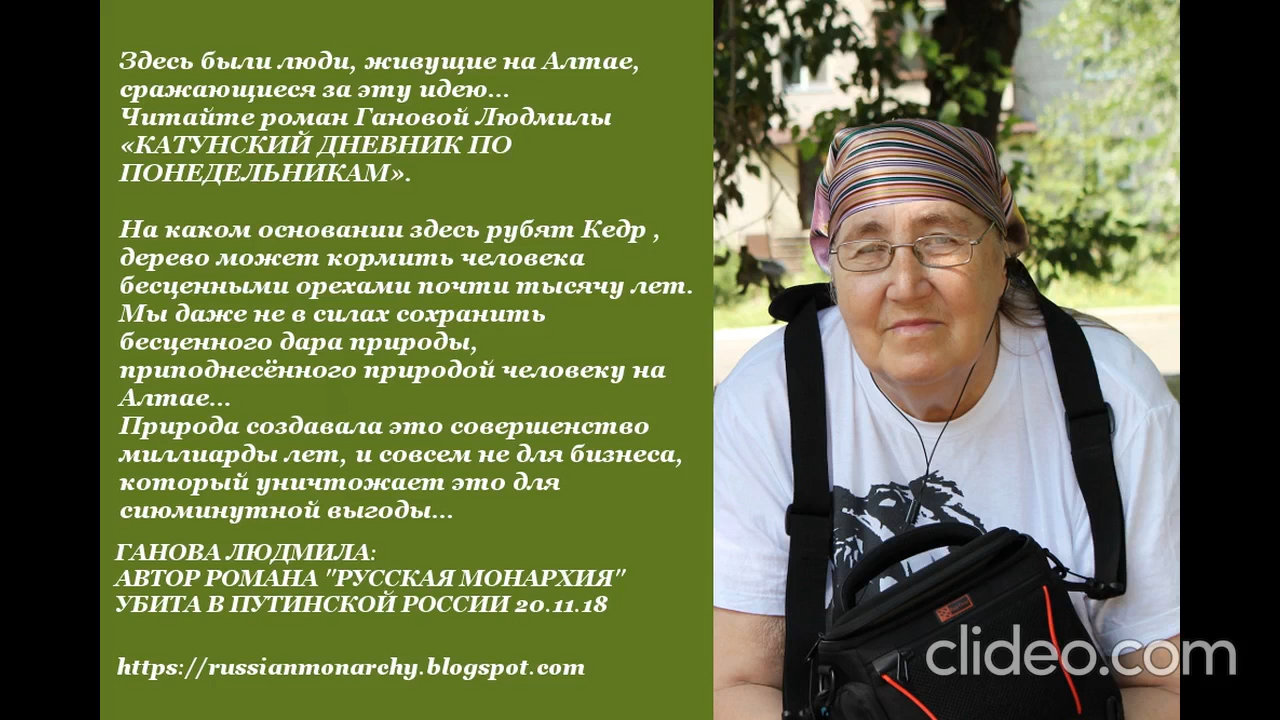 Здесь были люди, живущие на Алтае,
сражающиеся за эту идею...
Читайте роман Гановой Людмилы
«КАТУНСКИЙ ДНЕВНИК ПО
ПОНЕДЕЛЬНИКАМ».
На каком основании здесь рубят Кедр ,
дерево может кормить человека
бесценными орехами почти тысячу лет.
Мы даже не в силах сохранить
бесценного дара природы,
приподнесённого природой человеку на
Алтае...
Природа создавала это совершенство
миллиарды лет, и совсем не для бизнеса,
который уничтожает это для
сиюминутной выгоды...
ГАНОВА ЛЮДМИЛА:
АВТОР РОМАНА "РУССКАЯ МОНАРХИЯ"
УБИТА В ПУТИНСКОЙ РОССИИ 20.11.18
https://russianmonarchy.blogspot.com
clideo.com